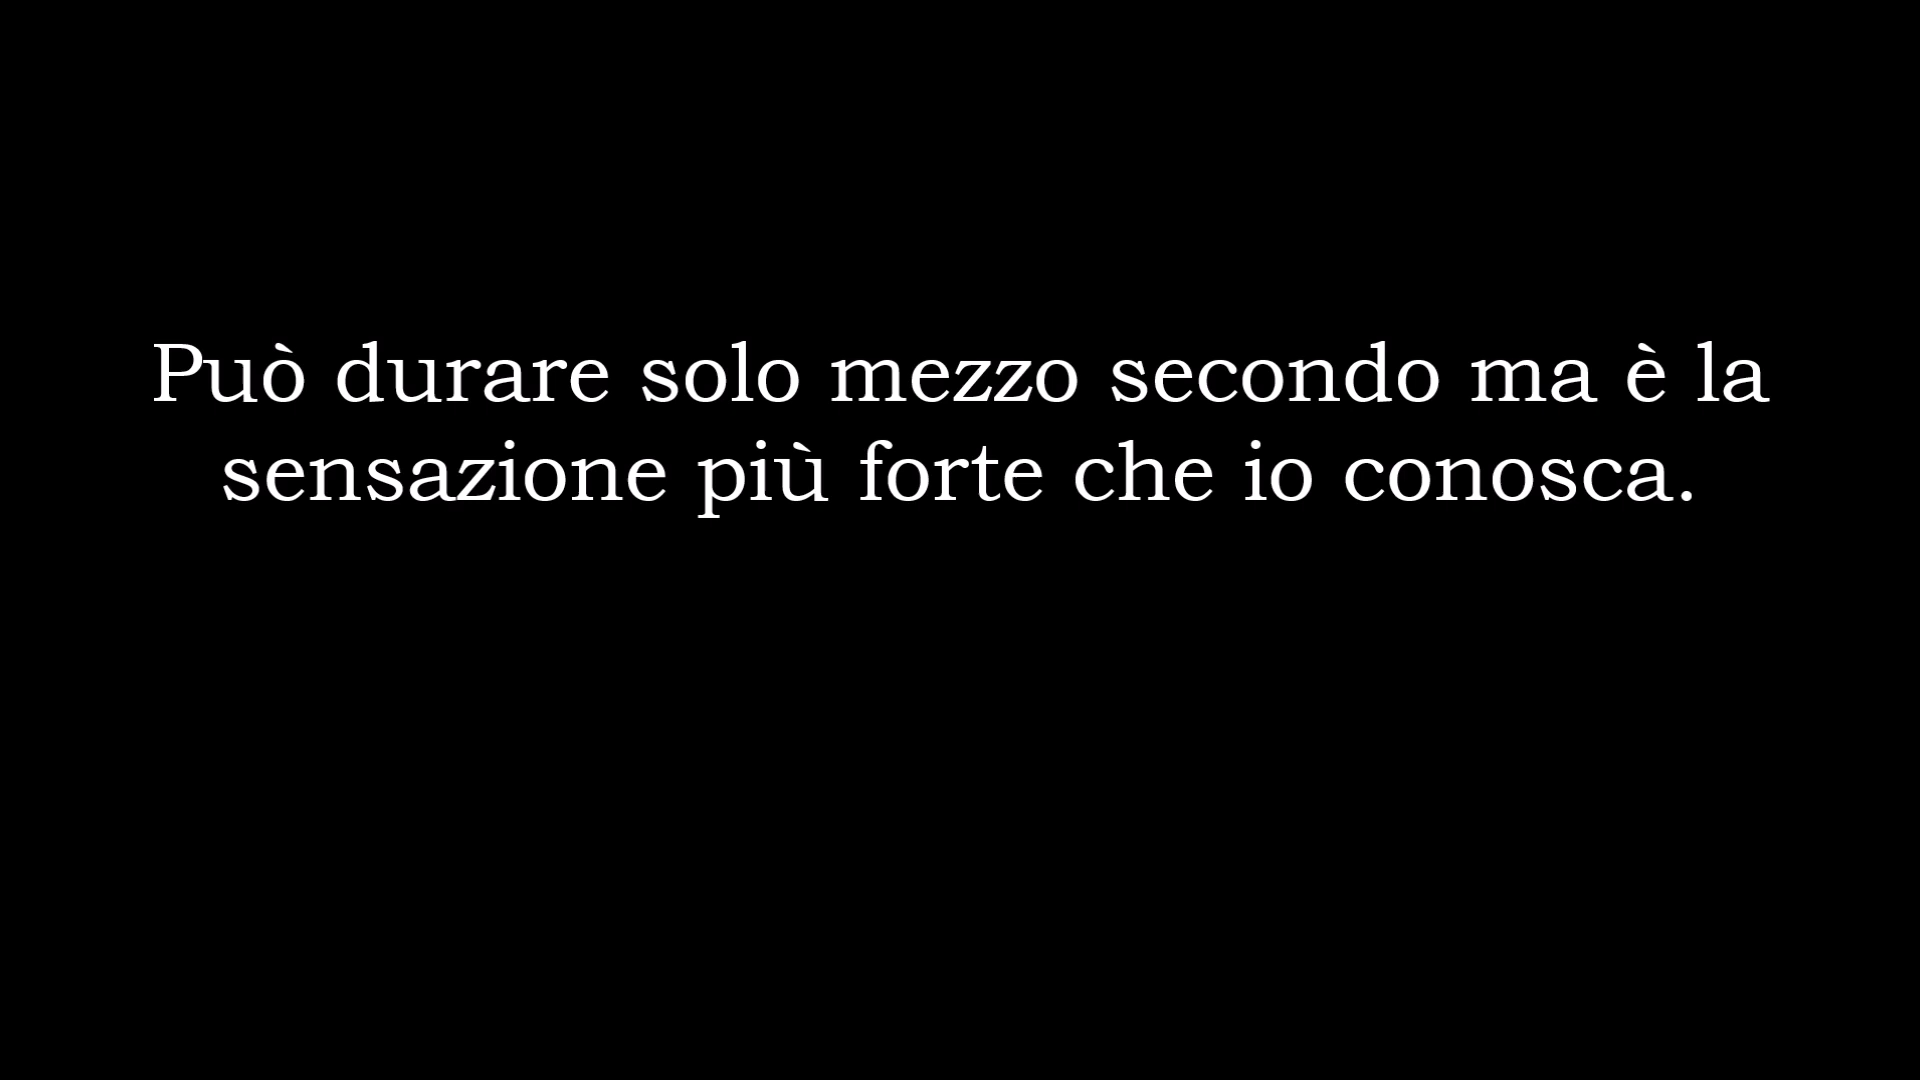 Può durare solo mezzo secondo ma è la
sensazione più forte che io conosca.